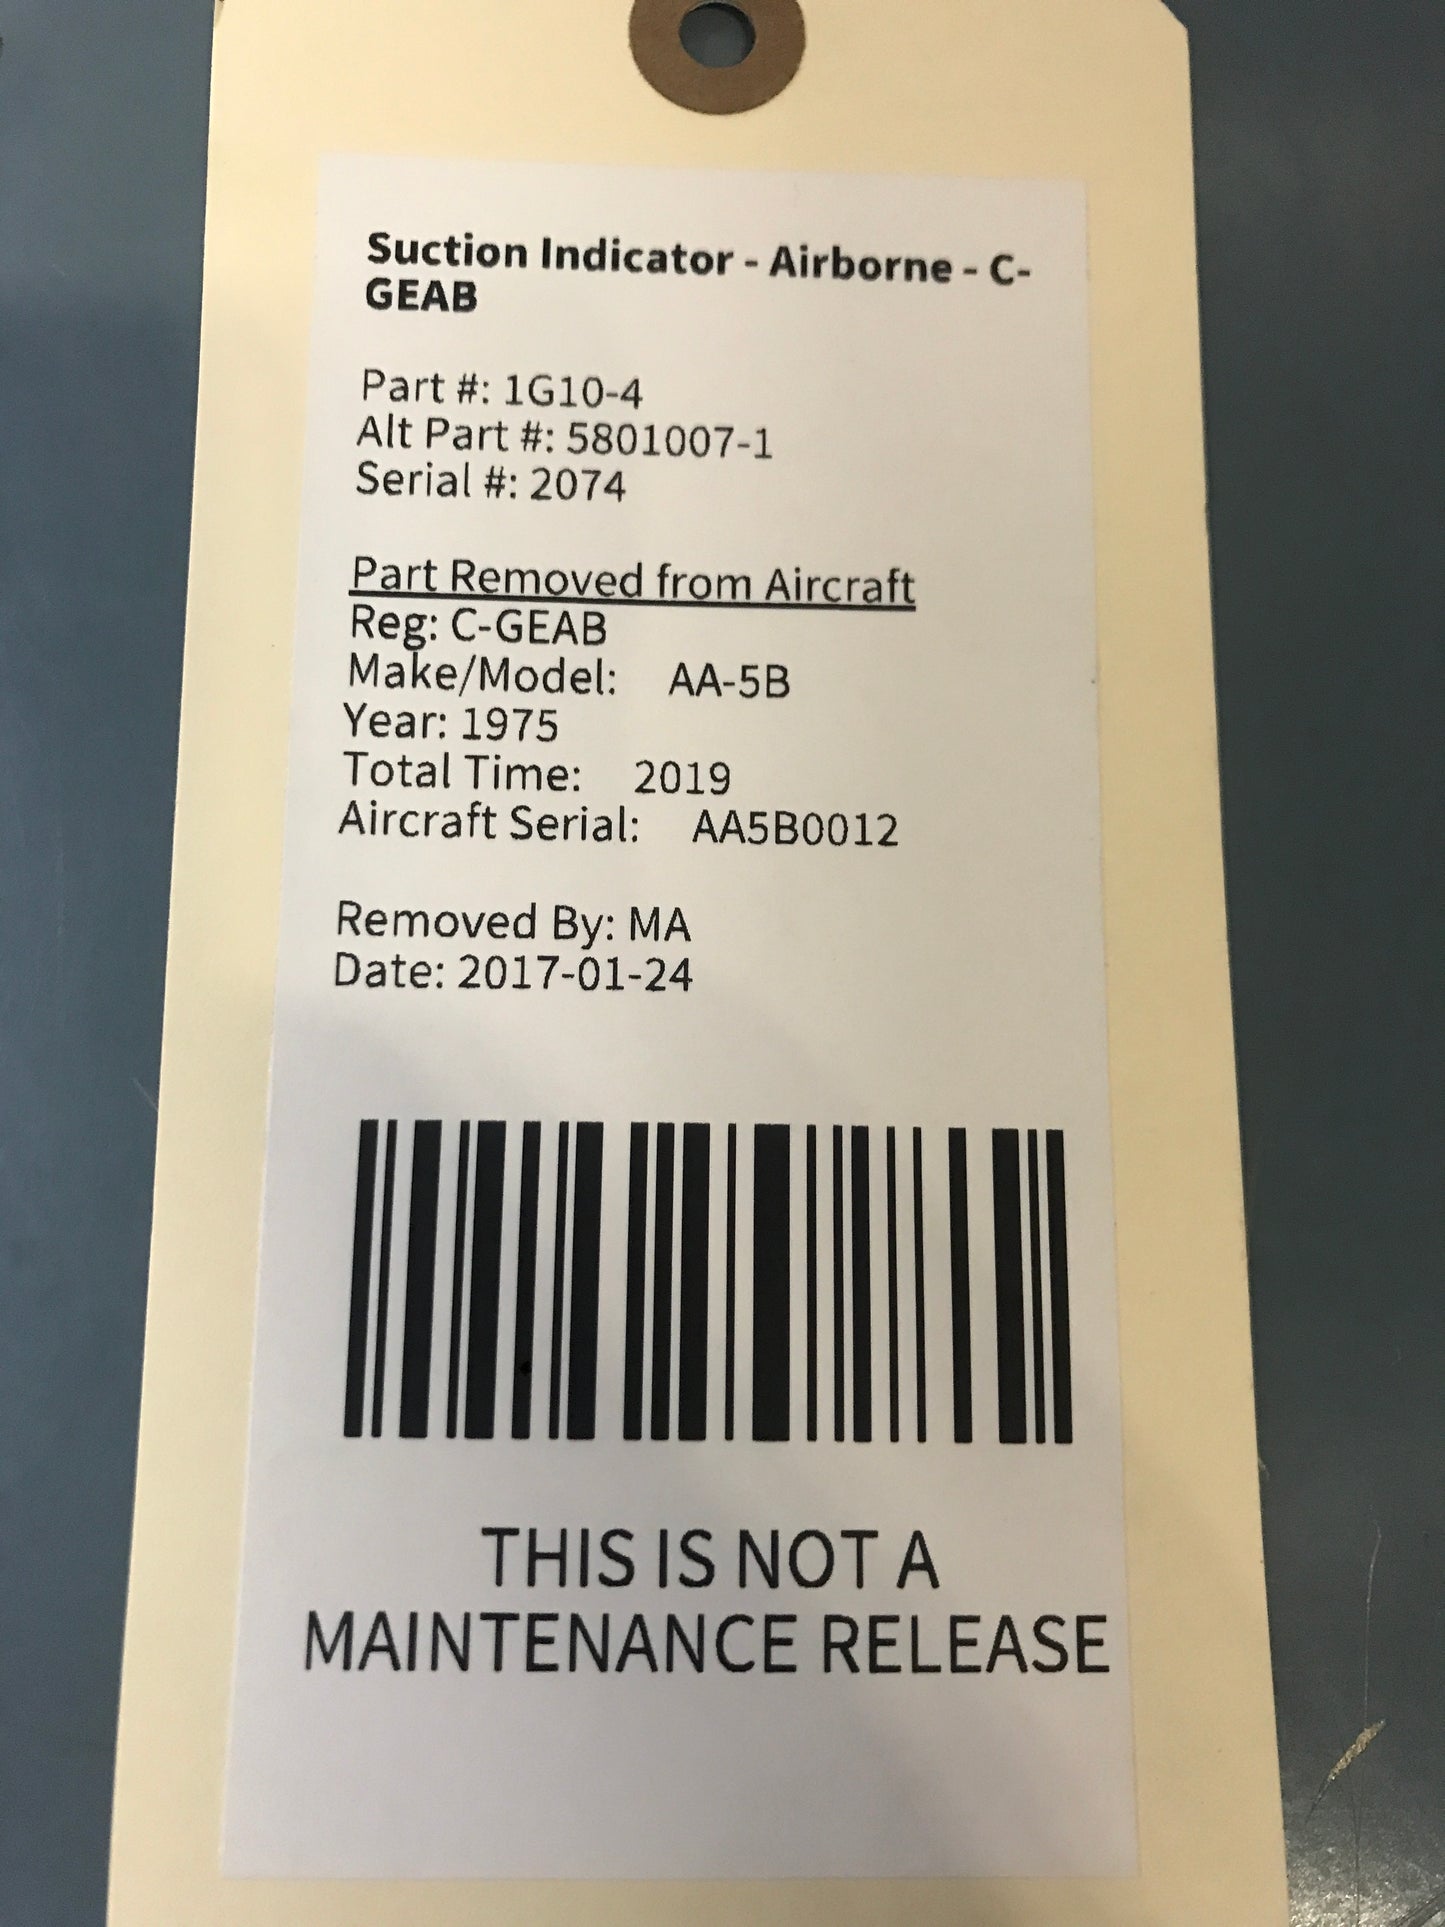 Suction Indicator - Airborne - C-
GEAB
Part #: 1G10-4
Alt Part #: 5801007-1
Serial #: 2074
Part Removed from Aircraft
Reg: C-GEAB
Make/Model: AA-5B
Year: 1975
Total Time: 2019
Aircraft Serial: AA5B0012
Removed By: MA
Date: 2017-01-24
THIS IS NOT A
MAINTENANCE RELEASE